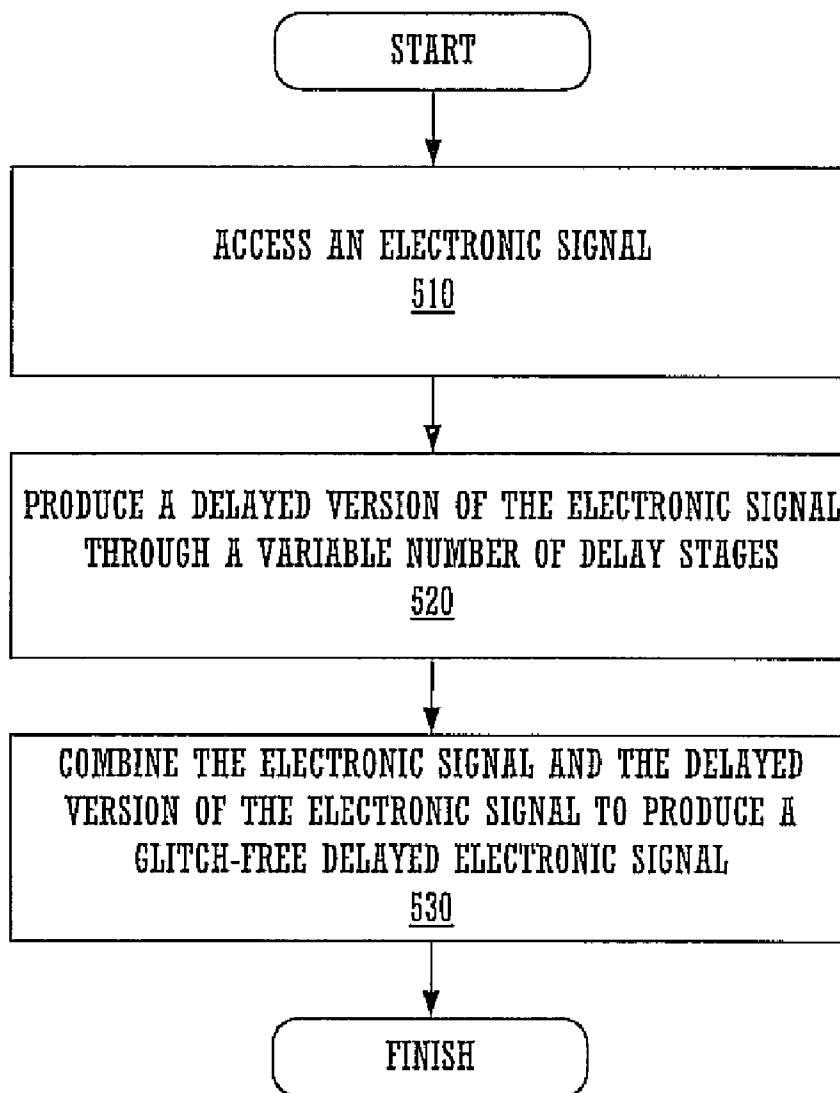 START
ACCESS AN ELECTRONIC SIGNAL
510
PRODUCE A DELAYED VERSION OF THE ELECTRONIC SIGNAL
THROUGH A VARIABLE NUMBER OF DELAY STAGES
520
COMBINE THE ELECTRONIC SIGNAL AND THE DELAYED
VERSION OF THE ELECTRONIC SIGNAL TO PRODUCE A
GLITCH-FREE DELAYED ELECTRONIC SIGNAL
530
FINISH